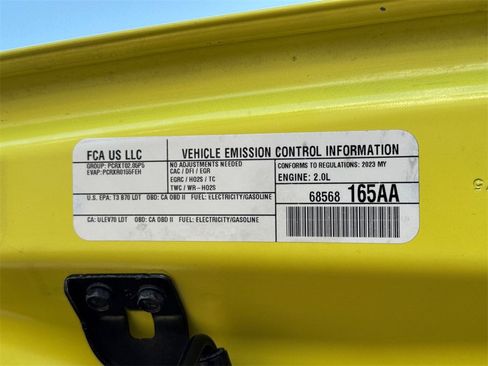 FCA US LLC
GROUP: PCRXT02.06P5
EVAP: PCRXR0155FEH
VEHICLE EMISSION CONTROL INFORMATION
NO ADJUSTMENTS NEEDED
CAC / DFI / EGR
EGRC / HO2S / TC
TWC / WR-HO2S
CONFORMS TO REGULATIONS: 2023 MY
ENGINE: 2.0L
U.S. EPA: T3 B70 LDT OBD: CA OBD II FUEL: ELECTRICITY/GASOLINE
CA: ULEV70 LDT OBD: CA OBD II FUEL: ELECTRICITY/GASOLINE
68568 165AA